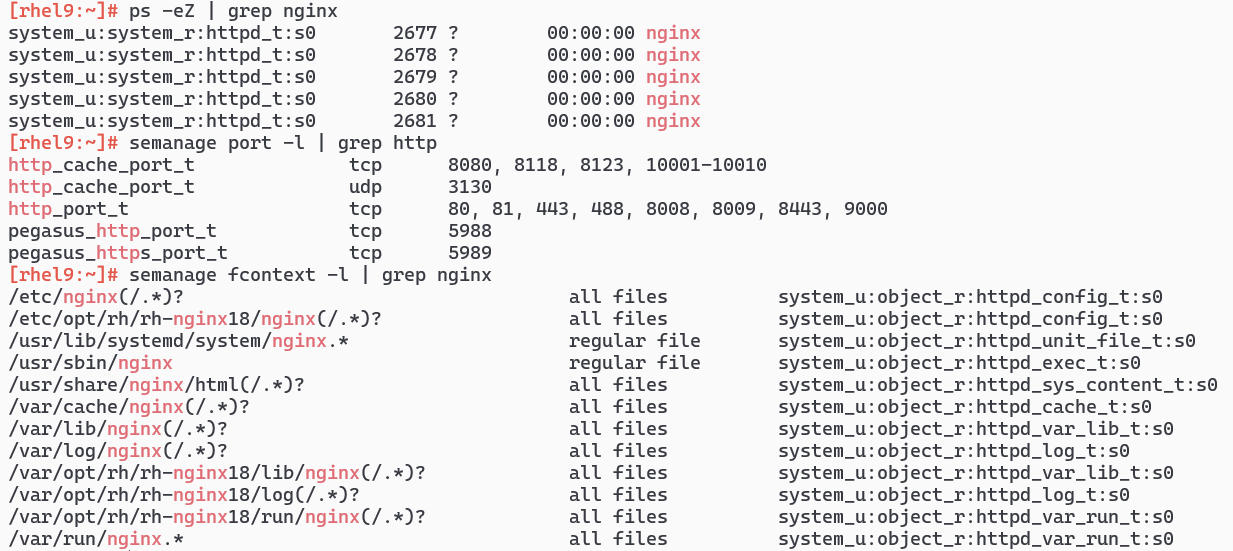 [rhel9:~]# ps -eZ | grep nginx
system_u:system_r:httpd_t:s0       2677 ?        00:00:00 nginx
system_u:system_r:httpd_t:s0       2678 ?        00:00:00 nginx
system_u:system_r:httpd_t:s0       2679 ?        00:00:00 nginx
system_u:system_r:httpd_t:s0       2680 ?        00:00:00 nginx
system_u:system_r:httpd_t:s0       2681 ?        00:00:00 nginx
[rhel9:~]# semanage port -l | grep http
http_cache_port_t              tcp      8080, 8118, 8123, 10001-10010
http_cache_port_t              udp      3130
http_port_t                    tcp      80, 81, 443, 488, 8008, 8009, 8443, 9000
pegasus_http_port_t            tcp      5988
pegasus_https_port_t           tcp      5989
[rhel9:~]# semanage fcontext -l | grep nginx
/etc/nginx(/.*)?                                   all files          system_u:object_r:httpd_config_t:s0
/etc/opt/rh/rh-nginx18/nginx(/.*)?                 all files          system_u:object_r:httpd_config_t:s0
/usr/lib/systemd/system/nginx.*                    regular file       system_u:object_r:httpd_unit_file_t:s0
/usr/sbin/nginx                                    regular file       system_u:object_r:httpd_exec_t:s0
/usr/share/nginx/html(/.*)?                        all files          system_u:object_r:httpd_sys_content_t:s0
/var/cache/nginx(/.*)?                             all files          system_u:object_r:httpd_cache_t:s0
/var/lib/nginx(/.*)?                               all files          system_u:object_r:httpd_var_lib_t:s0
/var/log/nginx(/.*)?                               all files          system_u:object_r:httpd_log_t:s0
/var/opt/rh/rh-nginx18/lib/nginx(/.*)?             all files          system_u:object_r:httpd_var_lib_t:s0
/var/opt/rh/rh-nginx18/log(/.*)?                   all files          system_u:object_r:httpd_log_t:s0
/var/opt/rh/rh-nginx18/run/nginx(/.*)?             all files          system_u:object_r:httpd_var_run_t:s0
/var/run/nginx.*                                   all files          system_u:object_r:httpd_var_run_t:s0